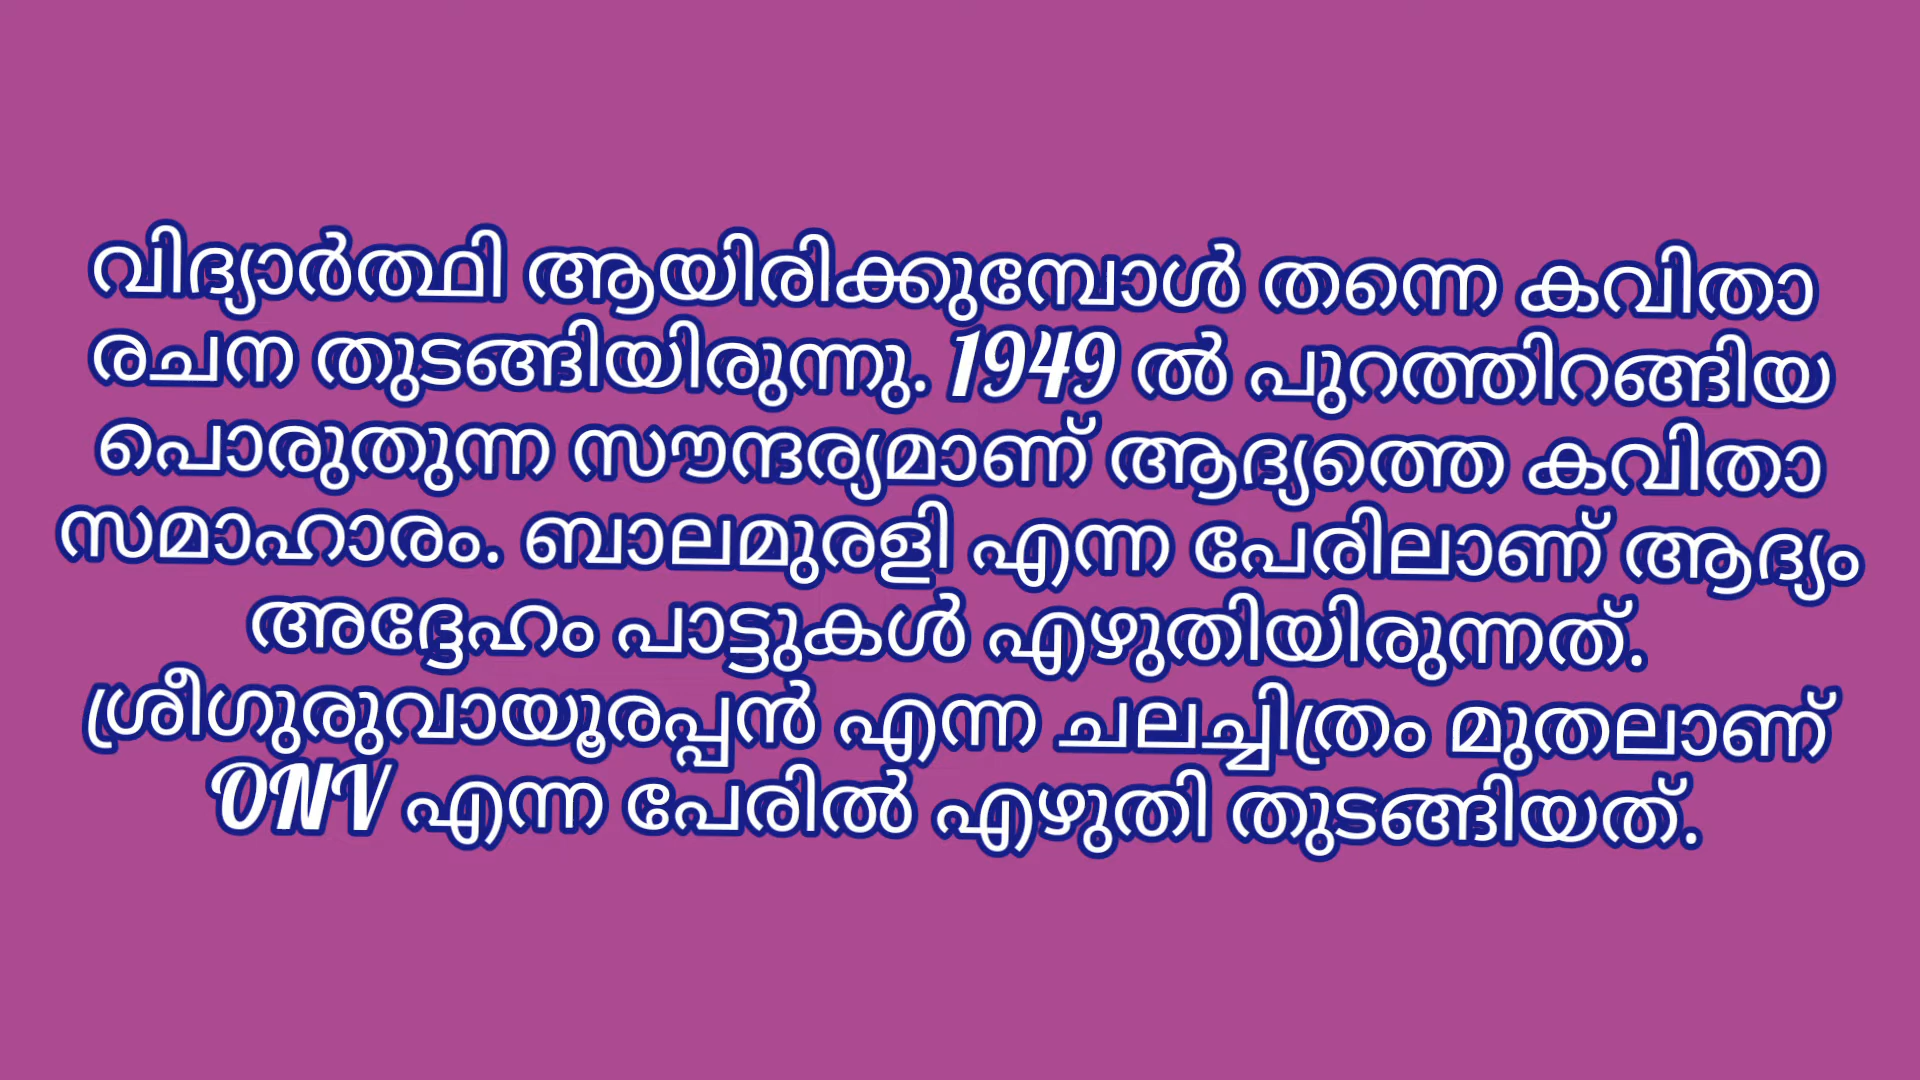 വിദ്യാർത്ഥി ആയിരിക്കുമ്പോൾ തന്നെ കവിതാ
രചന തുടങ്ങിയിരുന്നു. 1949 ൽ പുറത്തിറങ്ങിയ
പൊരുതുന്ന സൗന്ദര്യമാണ് ആദ്യത്തെ കവിതാ
സമാഹാരം. ബാലമുരളി എന്ന പേരിലാണ് ആദ്യം
അദ്ദേഹം പാട്ടുകൾ എഴുതിയിരുന്നത്.
ശ്രീഗുരുവായൂരപ്പൻ എന്ന ചലച്ചിത്രം മുതലാണ്
ONV എന്ന പേരിൽ എഴുതി തുടങ്ങിയത്.